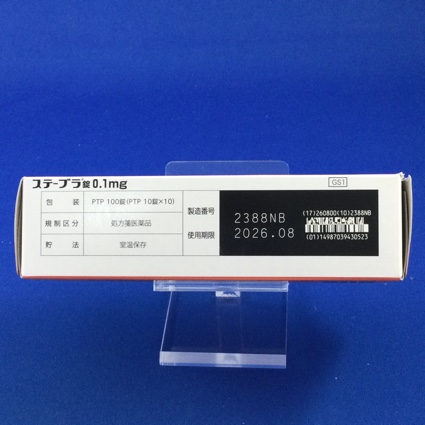 ステーブラ錠0.1mg
GS1
包装 PTP 100錠(PTP 10錠×10)
規制区分 処方箋医薬品
貯法 室温保存
製造番号 2388NB
使用期限 2026.08
(17)260800(10)2388NB
(01)14987039430523